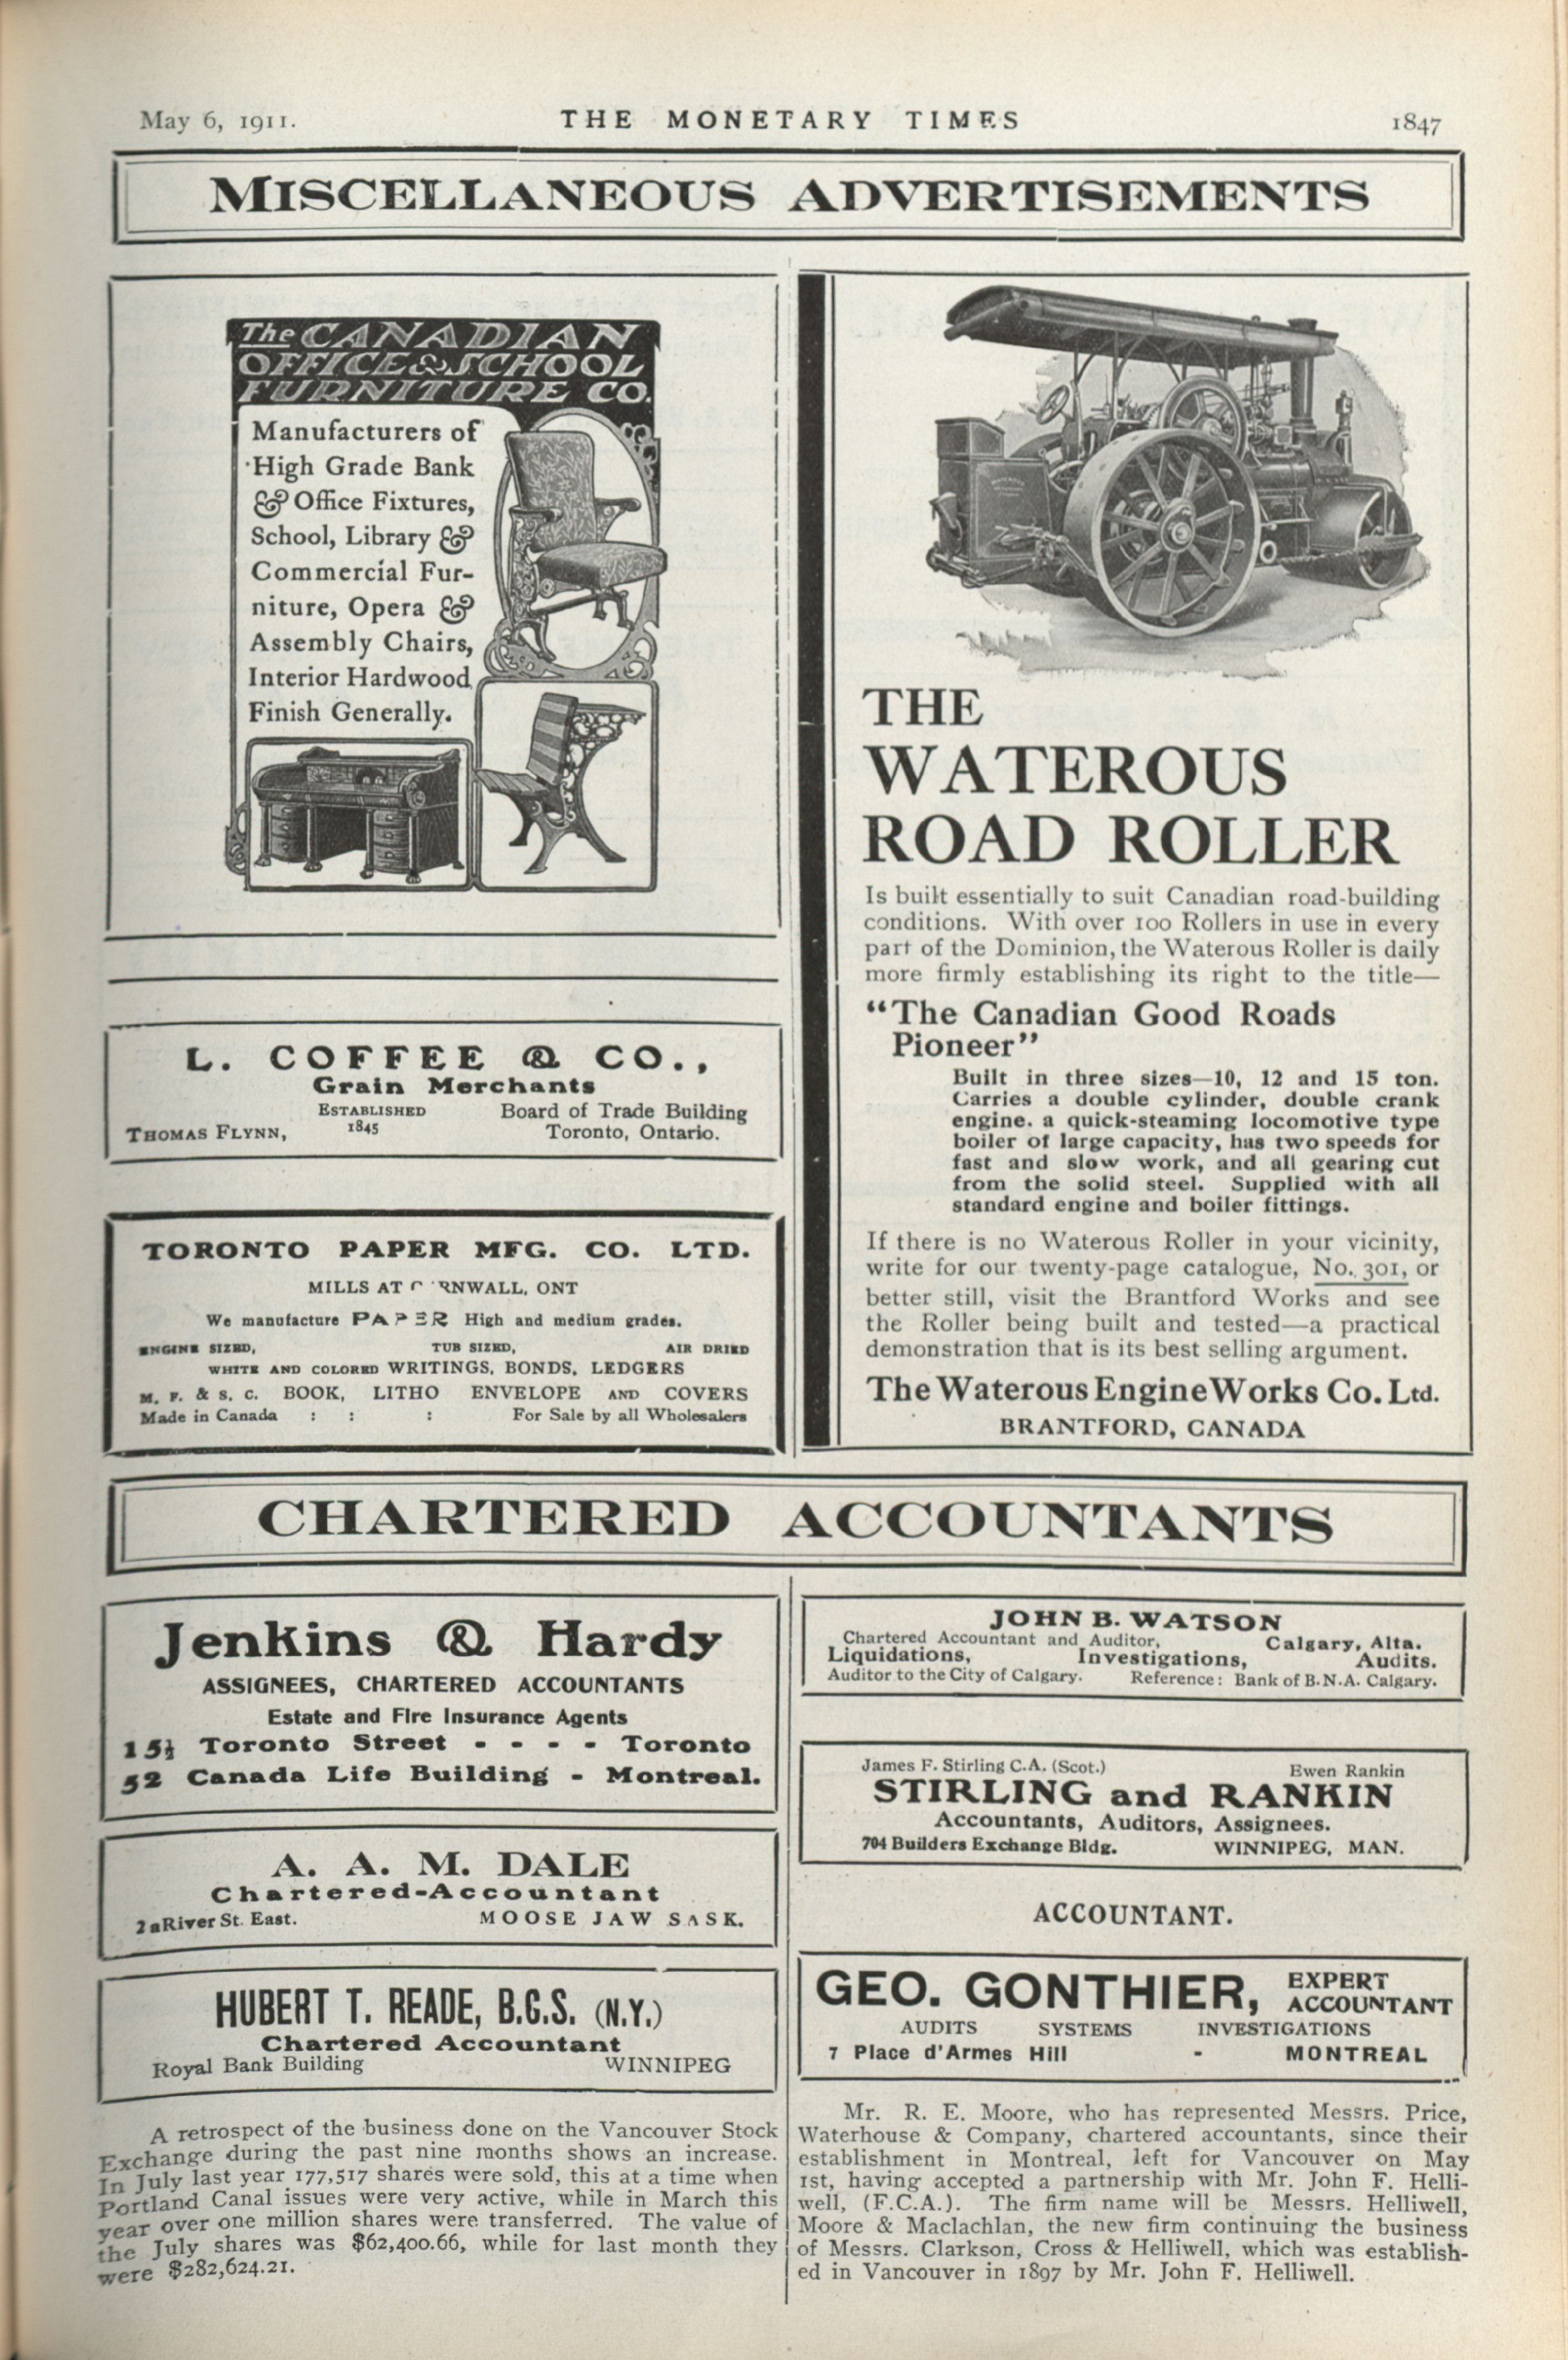 May 6, 1911.
THE MONETARY TIMES
1847
MISCELLANEOUS ADVERTISEMENTS
The CANADIAN
OFFICE & SCHOOL
FURNITURE CO.
Manufacturers of
High Grade Bank
& Office Fixtures,
School, Library &
Commercial Fur-
niture, Opera &
Assembly Chairs,
Interior Hardwood
Finish Generally.
L. COFFEE & CO.,
Grain Merchants
THOMAS FLYNN,
ESTABLISHED
1845
Board of Trade Building
Toronto, Ontario.
TORONTO PAPER MFG. CO. LTD.
MILLS AT C RNWALL, ONT
We manufacture PAPER High and medium grades.
ENGINE SIZED, TUB SIZED, AIR DRIED
WHITE AND COLORED WRITINGS, BONDS, LEDGERS
M. F. & S. C. BOOK, LITHO ENVELOPE AND COVERS
Made in Canada : : : For Sale by all Wholesalers
THE
WATEROUS
ROAD ROLLER
Is built essentially to suit Canadian road-building
conditions. With over 100 Rollers in use in every
part of the Dominion, the Waterous Roller is daily
more firmly establishing its right to the title—
"The Canadian Good Roads
Pioneer"
Built in three sizes—10, 12 and 15 ton.
Carries a double cylinder, double crank
engine. a quick-steaming locomotive type
boiler of large capacity, has two speeds for
fast and slow work, and all gearing cut
from the solid steel. Supplied with all
standard engine and boiler fittings.
If there is no Waterous Roller in your vicinity,
write for our twenty-page catalogue, No. 301, or
better still, visit the Brantford Works and see
the Roller being built and tested—a practical
demonstration that is its best selling argument.
The Waterous Engine Works Co. Ltd.
BRANTFORD, CANADA
CHARTERED ACCOUNTANTS
Jenkins & Hardy
ASSIGNEES, CHARTERED ACCOUNTANTS
Estate and Fire Insurance Agents
15½ Toronto Street - - - - Toronto
52 Canada Life Building - Montreal.
A. A. M. DALE
Chartered-Accountant
2a River St. East. MOOSE JAW SASK.
HUBERT T. READE, B.C.S. (N.Y.)
Chartered Accountant
Royal Bank Building WINNIPEG
A retrospect of the business done on the Vancouver Stock
Exchange during the past nine months shows an increase.
In July last year 177,517 shares were sold, this at a time when
Portland Canal issues were very active, while in March this
year over one million shares were transferred. The value of
the July shares was $62,400.66, while for last month they
were $282,624.21.
JOHN B. WATSON
Chartered Accountant and Auditor, Calgary, Alta.
Liquidations, Investigations, Audits.
Auditor to the City of Calgary. Reference: Bank of B.N.A. Calgary.
James F. Stirling C.A. (Scot.) Ewen Rankin
STIRLING and RANKIN
Accountants, Auditors, Assignees.
704 Builders Exchange Bldg. WINNIPEG, MAN.
ACCOUNTANT.
GEO. GONTHIER, EXPERT
ACCOUNTANT
AUDITS SYSTEMS INVESTIGATIONS
7 Place d'Armes Hill - MONTREAL
Mr. R. E. Moore, who has represented Messrs. Price,
Waterhouse & Company, chartered accountants, since their
establishment in Montreal, left for Vancouver on May
1st, having accepted a partnership with Mr. John F. Helli-
well, (F.C.A.). The firm name will be Messrs. Helliwell,
Moore & Maclachlan, the new firm continuing the business
of Messrs. Clarkson, Cross & Helliwell, which was establish-
ed in Vancouver in 1897 by Mr. John F. Helliwell.